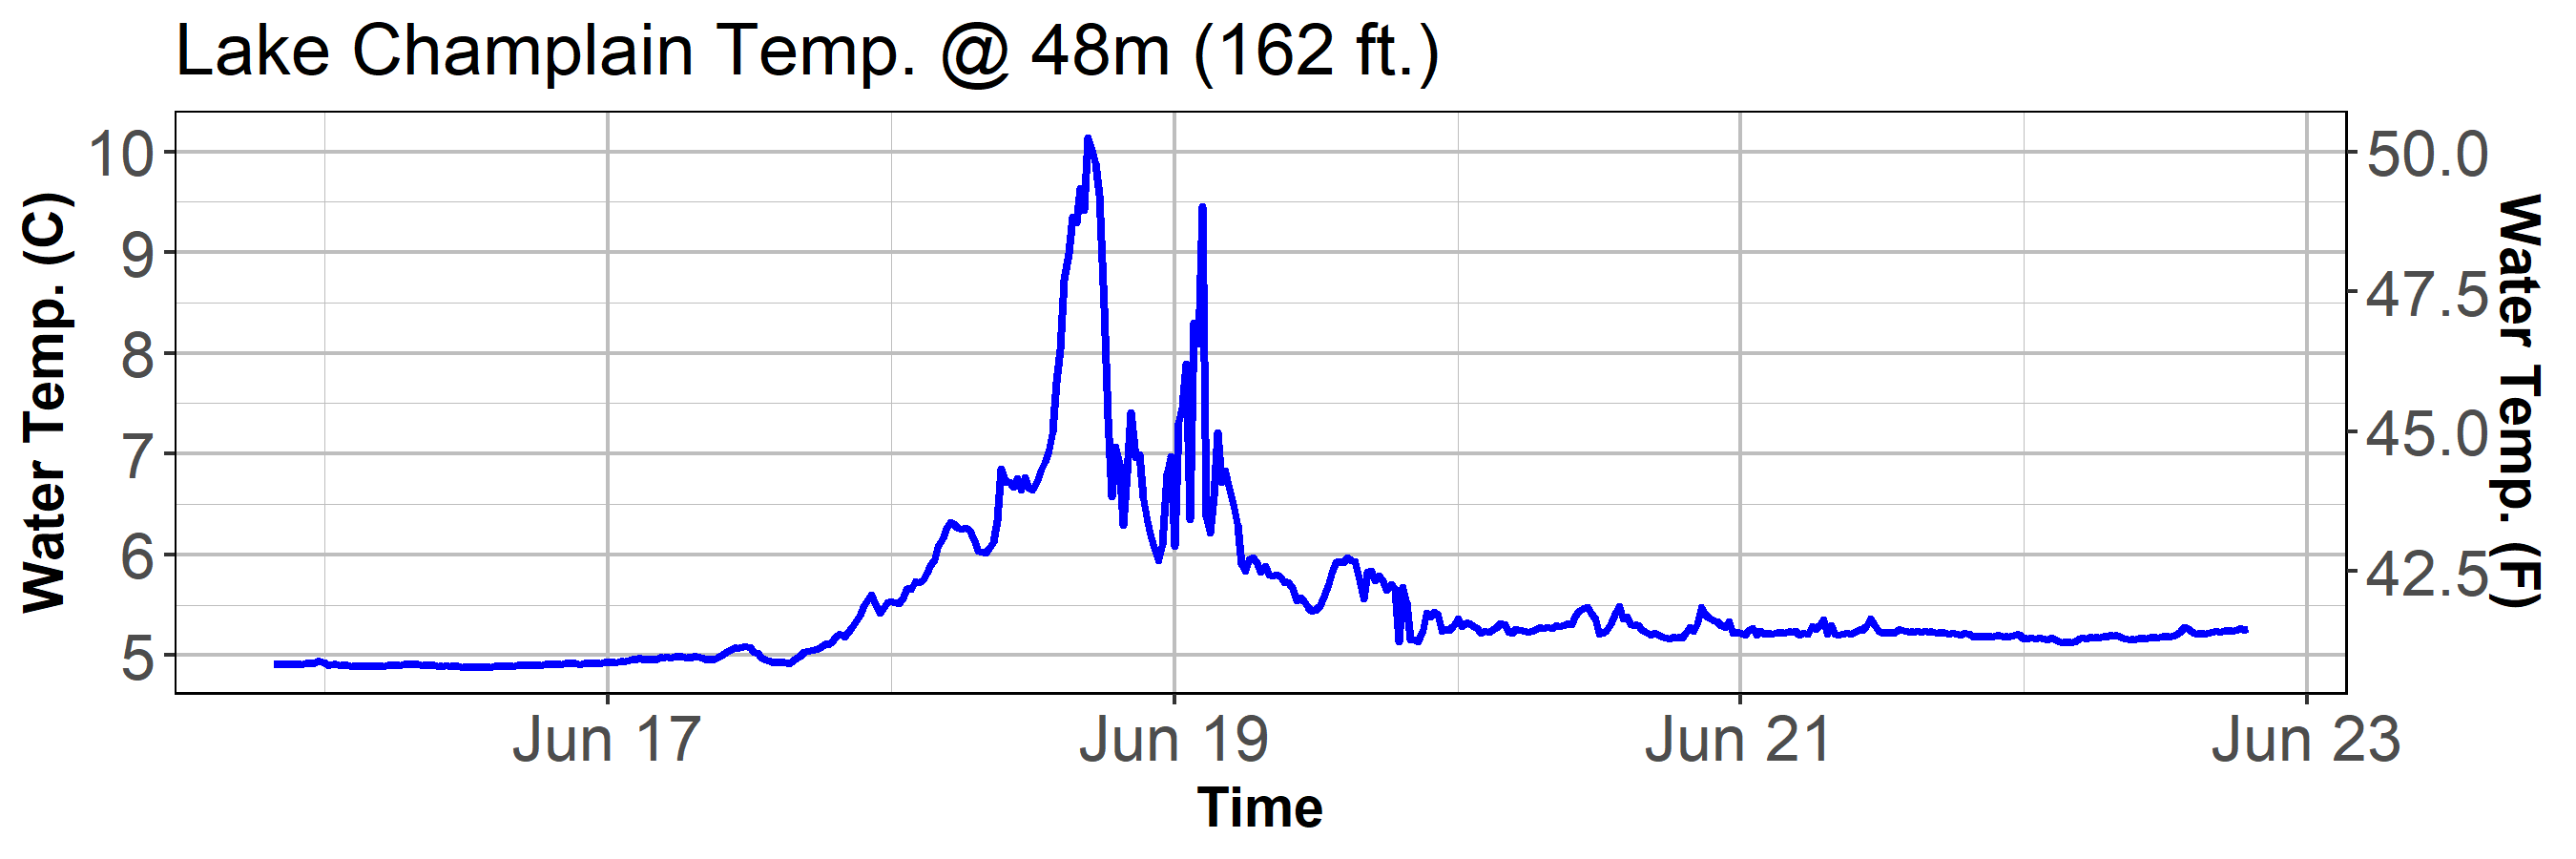 Lake Champlain Temp. @ 48m (162 ft.)
Water Temp. (C)
10
9
8
7
6
5
50.0
47.5
45.0
42.5
Water Temp. (F)
Jun 17
Jun 19
Jun 21
Jun 23
Time